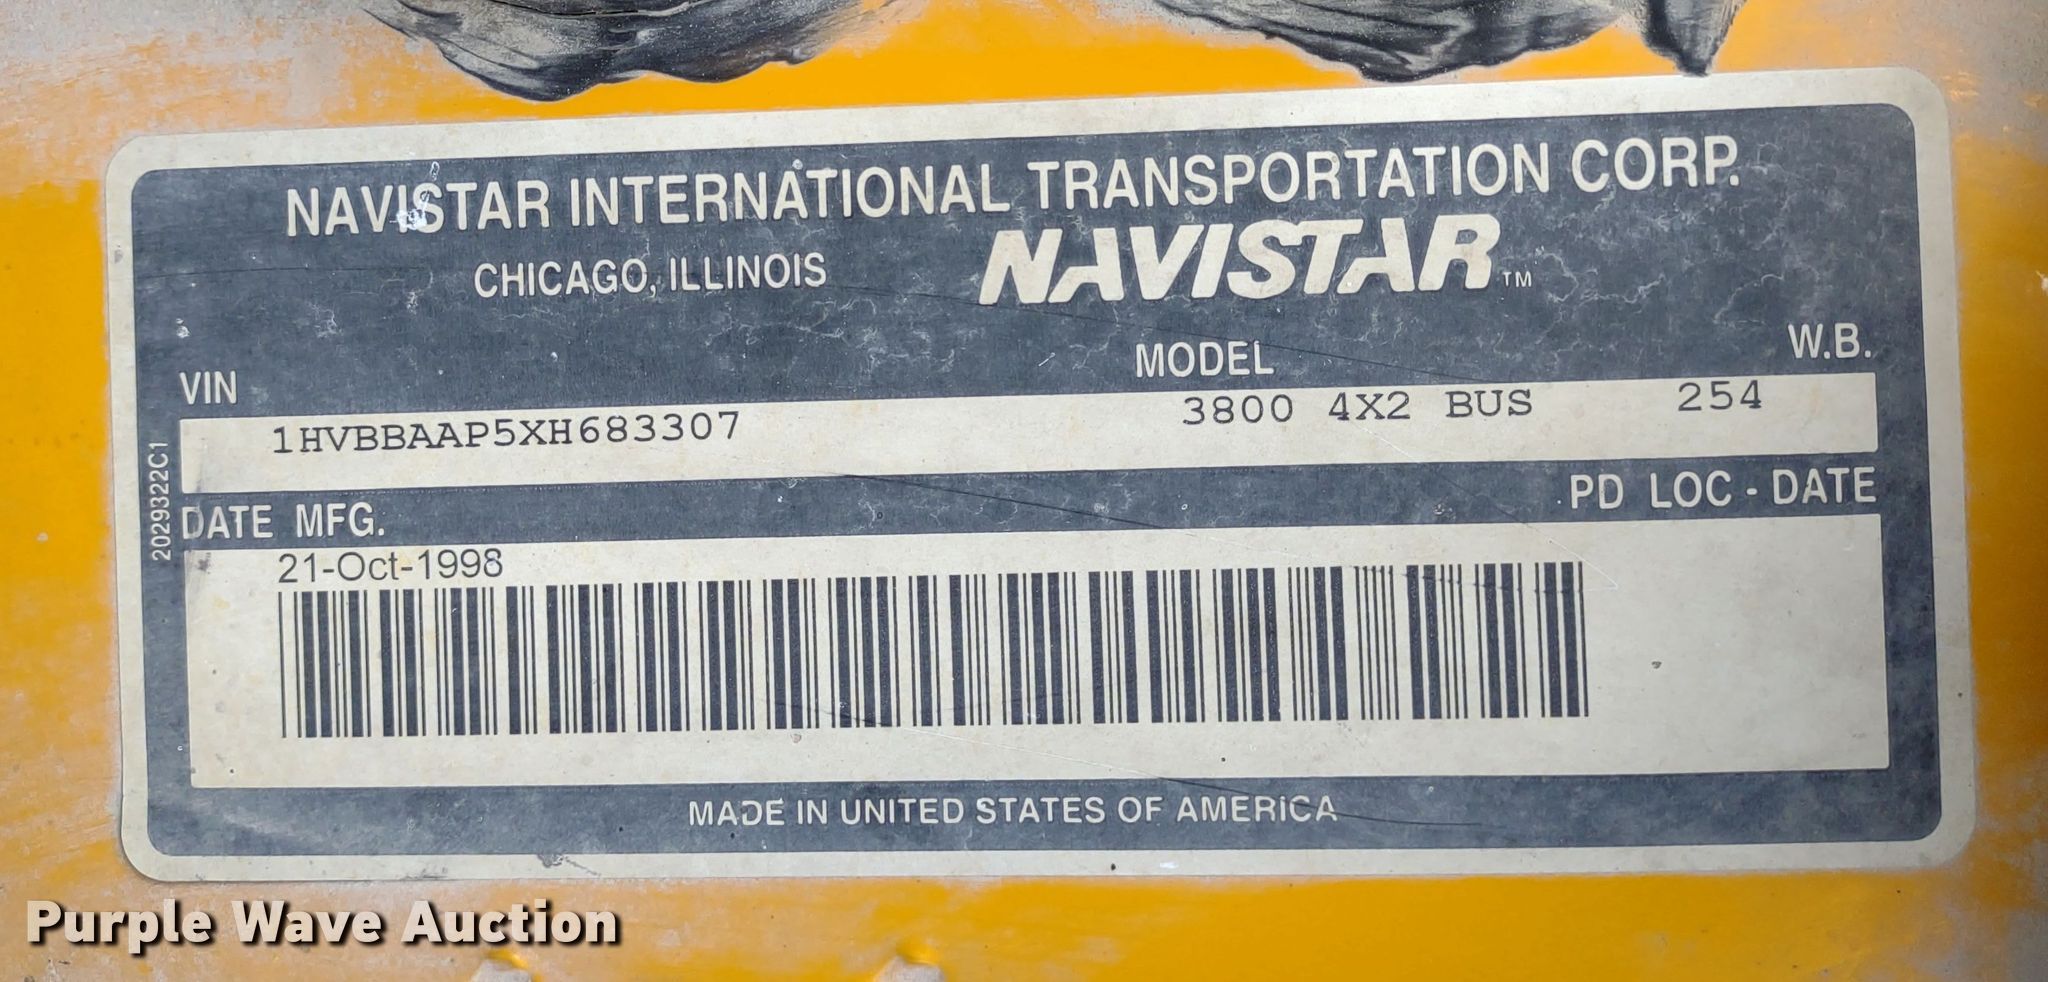 NAVISTAR INTERNATIONAL TRANSPORTATION CORP.
CHICAGO, ILLINOIS NAVISTAR™
VIN MODEL W.B.
1HVBBAAP5XH683307 3800 4X2 BUS 254
DATE MFG. PD LOC - DATE
21-Oct-1998
2029322C1
MADE IN UNITED STATES OF AMERICA
Purple Wave Auction